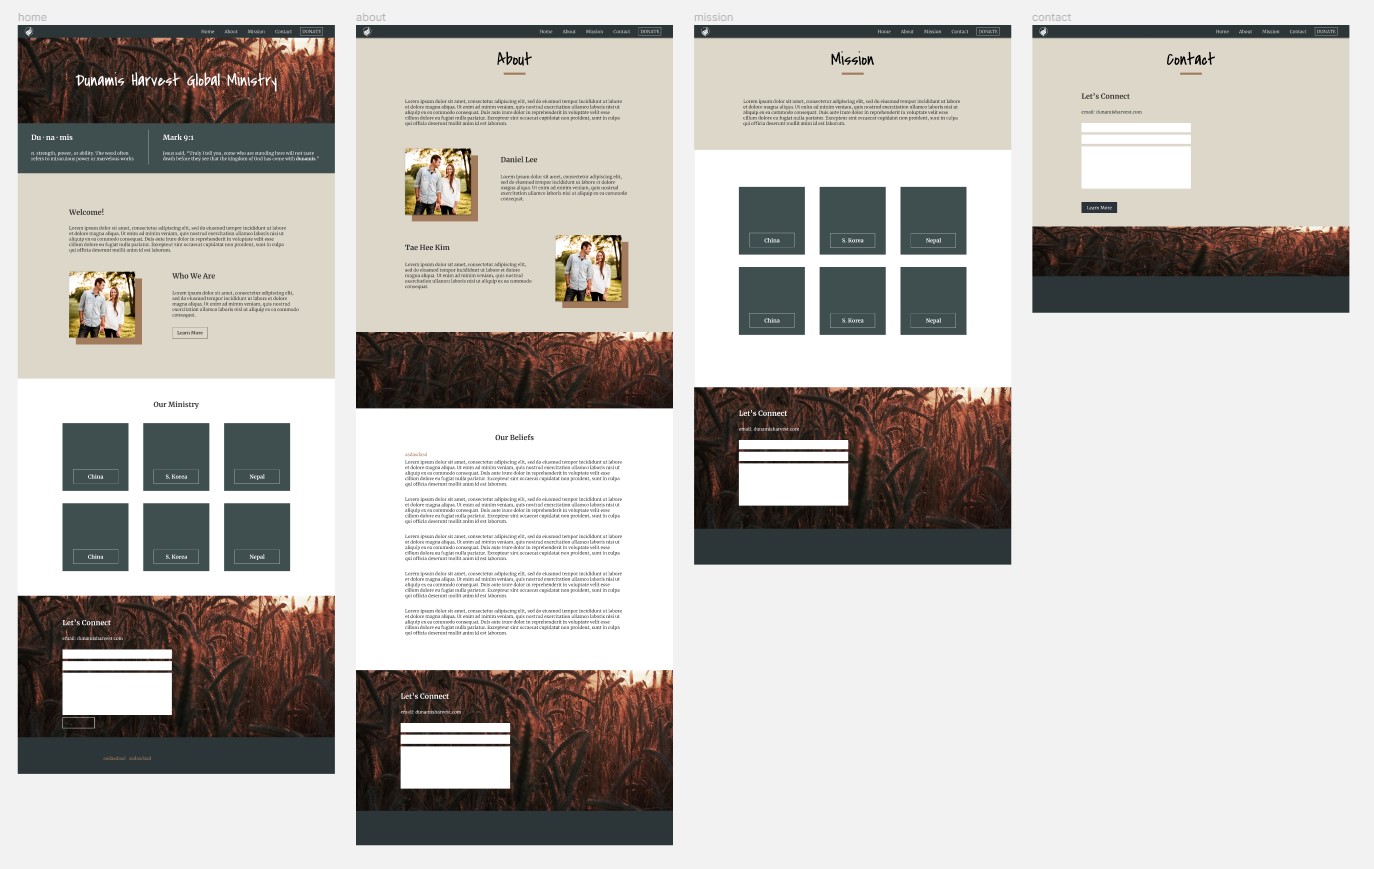 home
Home About Mission Contact DONATE
Dunamis Harvest Global Ministry
Du·na·mis
n. strength, power, or ability. The word often
refers to miraculous power or marvelous works
Mark 9:1
Jesus said, "Truly I tell you, some who are standing here will not taste
death before they see that the kingdom of God has come with dunamis."
Welcome!
Lorem ipsum dolor sit amet, consectetur adipiscing elit, sed do eiusmod tempor incididunt ut labore
et dolore magna aliqua. Ut enim ad minim veniam, quis nostrud exercitation ullamco laboris nisi ut
aliquip ex ea commodo consequat. Duis aute irure dolor in reprehenderit in voluptate velit esse
cillum dolore eu fugiat nulla pariatur. Excepteur sint occaecat cupidatat non proident, sunt in culpa
qui officia deserunt mollit anim id est laborum.
Who We Are
Lorem ipsum dolor sit amet, consectetur adipiscing elit,
sed do eiusmod tempor incididunt ut labore et dolore
magna aliqua. Ut enim ad minim veniam, quis nostrud
exercitation ullamco laboris nisi ut aliquip ex ea commodo
consequat.
Learn More
Our Ministry
China S. Korea Nepal
China S. Korea Nepal
Let's Connect
email: dunamisharvest.com
about
Home About Mission Contact DONATE
About
Lorem ipsum dolor sit amet, consectetur adipiscing elit, sed do eiusmod tempor incididunt ut labore
et dolore magna aliqua. Ut enim ad minim veniam, quis nostrud exercitation ullamco laboris nisi ut
aliquip ex ea commodo consequat. Duis aute irure dolor in reprehenderit in voluptate velit esse
cillum dolore eu fugiat nulla pariatur. Excepteur sint occaecat cupidatat non proident, sunt in culpa
qui officia deserunt mollit anim id est laborum.
Daniel Lee
Lorem ipsum dolor sit amet, consectetur adipiscing elit,
sed do eiusmod tempor incididunt ut labore et dolore
magna aliqua. Ut enim ad minim veniam, quis nostrud
exercitation ullamco laboris nisi ut aliquip ex ea commodo
consequat.
Tae Hee Kim
Lorem ipsum dolor sit amet, consectetur adipiscing elit,
sed do eiusmod tempor incididunt ut labore et dolore
magna aliqua. Ut enim ad minim veniam, quis nostrud
exercitation ullamco laboris nisi ut aliquip ex ea commodo
consequat.
Our Beliefs
Lorem ipsum dolor sit amet, consectetur adipiscing elit, sed do eiusmod tempor incididunt ut labore
et dolore magna aliqua. Ut enim ad minim veniam, quis nostrud exercitation ullamco laboris nisi ut
aliquip ex ea commodo consequat. Duis aute irure dolor in reprehenderit in voluptate velit esse
cillum dolore eu fugiat nulla pariatur. Excepteur sint occaecat cupidatat non proident, sunt in culpa
qui officia deserunt mollit anim id est laborum.
Lorem ipsum dolor sit amet, consectetur adipiscing elit, sed do eiusmod tempor incididunt ut labore
et dolore magna aliqua. Ut enim ad minim veniam, quis nostrud exercitation ullamco laboris nisi ut
aliquip ex ea commodo consequat. Duis aute irure dolor in reprehenderit in voluptate velit esse
cillum dolore eu fugiat nulla pariatur. Excepteur sint occaecat cupidatat non proident, sunt in culpa
qui officia deserunt mollit anim id est laborum.
Lorem ipsum dolor sit amet, consectetur adipiscing elit, sed do eiusmod tempor incididunt ut labore
et dolore magna aliqua. Ut enim ad minim veniam, quis nostrud exercitation ullamco laboris nisi ut
aliquip ex ea commodo consequat. Duis aute irure dolor in reprehenderit in voluptate velit esse
cillum dolore eu fugiat nulla pariatur. Excepteur sint occaecat cupidatat non proident, sunt in culpa
qui officia deserunt mollit anim id est laborum.
Lorem ipsum dolor sit amet, consectetur adipiscing elit, sed do eiusmod tempor incididunt ut labore
et dolore magna aliqua. Ut enim ad minim veniam, quis nostrud exercitation ullamco laboris nisi ut
aliquip ex ea commodo consequat. Duis aute irure dolor in reprehenderit in voluptate velit esse
cillum dolore eu fugiat nulla pariatur. Excepteur sint occaecat cupidatat non proident, sunt in culpa
qui officia deserunt mollit anim id est laborum.
Lorem ipsum dolor sit amet, consectetur adipiscing elit, sed do eiusmod tempor incididunt ut labore
et dolore magna aliqua. Ut enim ad minim veniam, quis nostrud exercitation ullamco laboris nisi ut
aliquip ex ea commodo consequat. Duis aute irure dolor in reprehenderit in voluptate velit esse
cillum dolore eu fugiat nulla pariatur. Excepteur sint occaecat cupidatat non proident, sunt in culpa
qui officia deserunt mollit anim id est laborum.
Let's Connect
email: dunamisharvest.com
mission
Home About Mission Contact DONATE
Mission
Lorem ipsum dolor sit amet, consectetur adipiscing elit, sed do eiusmod tempor incididunt ut labore
et dolore magna aliqua. Ut enim ad minim veniam, quis nostrud exercitation ullamco laboris nisi ut
aliquip ex ea commodo consequat. Duis aute irure dolor in reprehenderit in voluptate velit esse
cillum dolore eu fugiat nulla pariatur. Excepteur sint occaecat cupidatat non proident, sunt in culpa
qui officia deserunt mollit anim id est laborum.
China S. Korea Nepal
China S. Korea Nepal
Let's Connect
email: dunamisharvest.com
contact
Home About Mission Contact DONATE
Contact
Let's Connect
email: dunamisharvest.com
Learn More